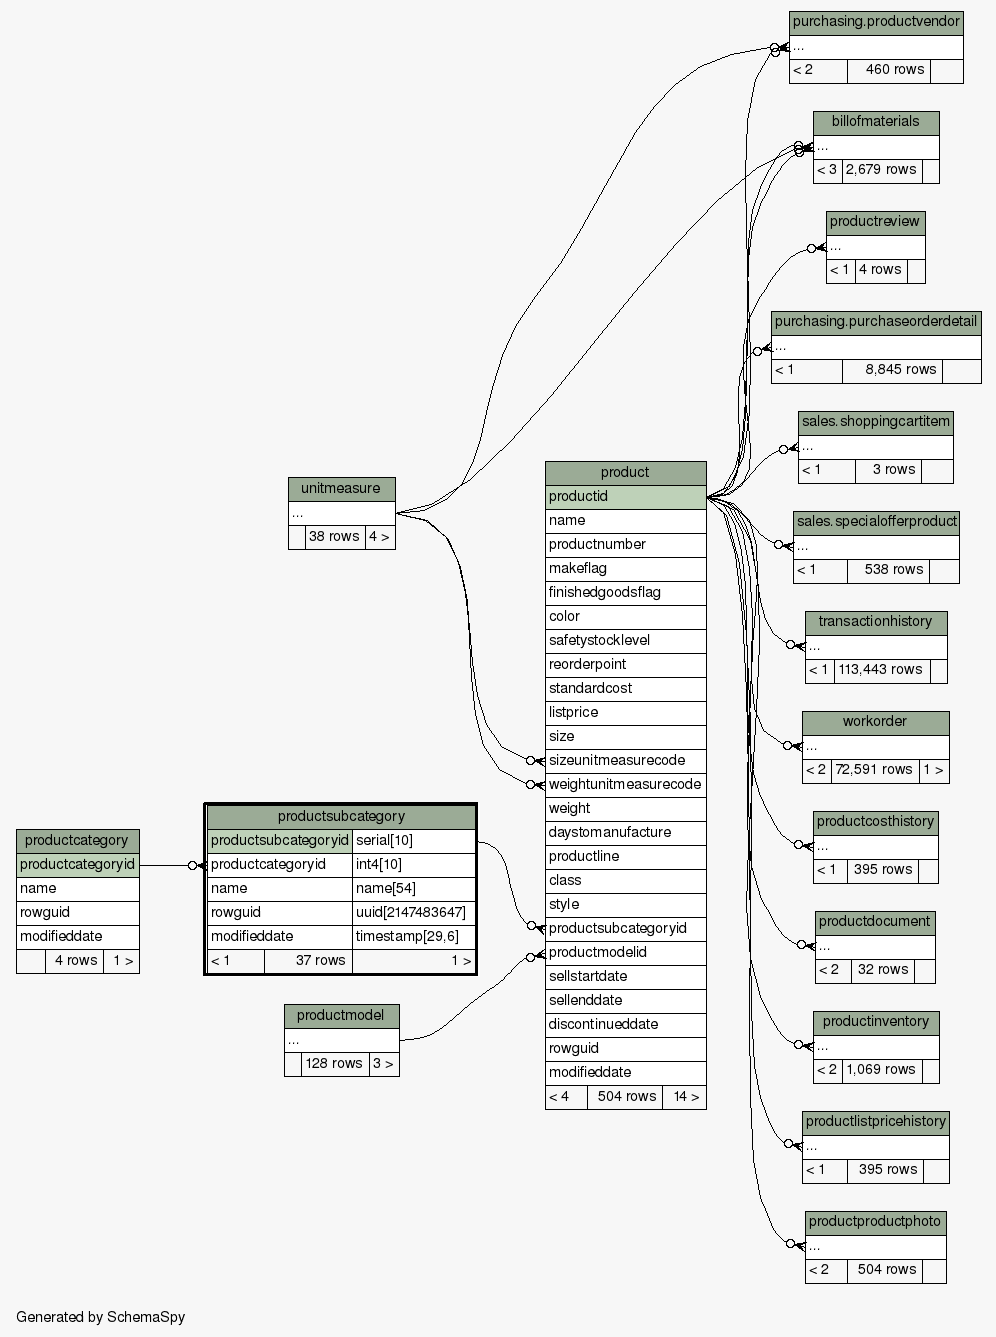 purchasing.productvendor
...
< 2 460 rows
billofmaterials
...
< 3 2,679 rows
productreview
...
< 1 4 rows
purchasing.purchaseorderdetail
...
< 1 8,845 rows
sales.shoppingcartitem
...
< 1 3 rows
sales.specialofferproduct
...
< 1 538 rows
transactionhistory
...
< 1 113,443 rows
workorder
...
< 2 72,591 rows 1 >
productcosthistory
...
< 1 395 rows
productdocument
...
< 2 32 rows
productinventory
...
< 2 1,069 rows
productlistpricehistory
...
< 1 395 rows
productproductphoto
...
< 2 504 rows
product
productid
name
productnumber
makeflag
finishedgoodsflag
color
safetystocklevel
reorderpoint
standardcost
listprice
size
sizeunitmeasurecode
weightunitmeasurecode
weight
daystomanufacture
productline
class
style
productsubcategoryid
productmodelid
sellstartdate
sellenddate
discontinueddate
rowguid
modifieddate
< 4 504 rows 14 >
unitmeasure
...
38 rows 4 >
productsubcategory
productsubcategoryid serial[10]
productcategoryid int4[10]
name name[54]
rowguid uuid[2147483647]
modifieddate timestamp[29,6]
< 1 37 rows 1 >
productcategory
productcategoryid
name
rowguid
modifieddate
4 rows 1 >
productmodel
...
128 rows 3 >
Generated by SchemaSpy